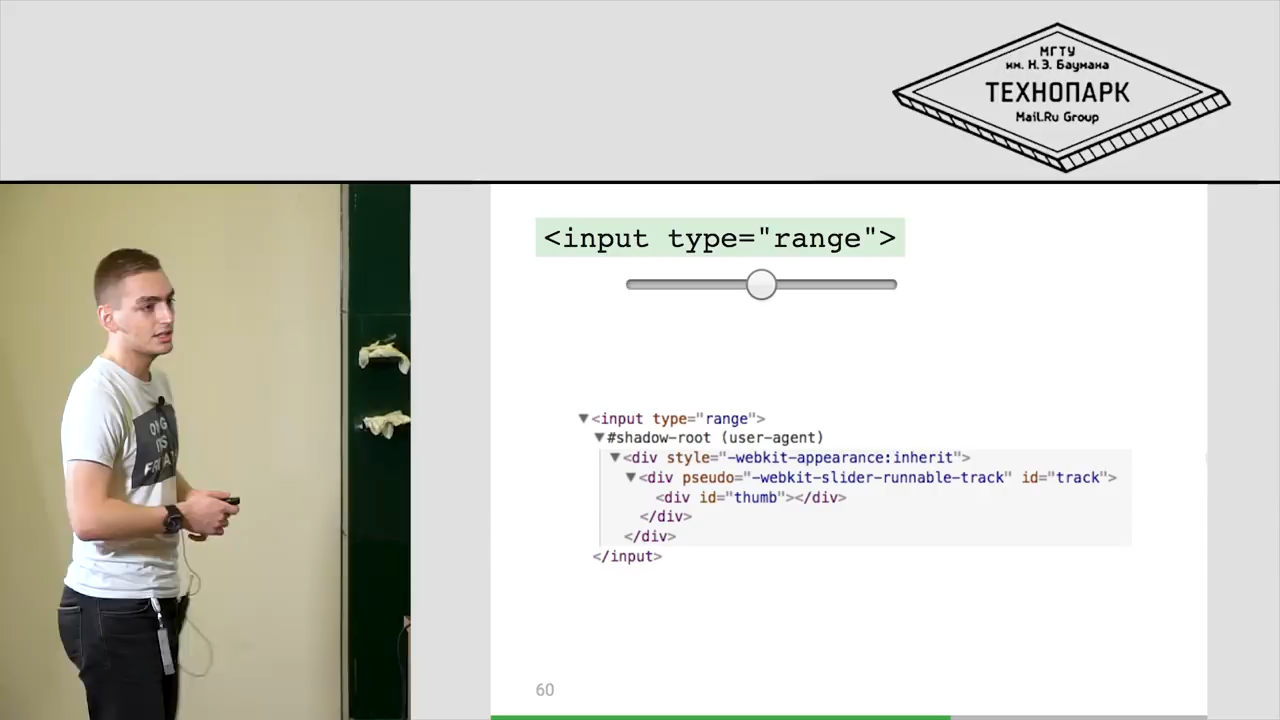 МГТУ
им. Н.Э. Баумана
ТЕХНОПАРК
Mail.Ru Group
<input type="range">
▼<input type="range">
▼#shadow-root (user-agent)
▼<div style="-webkit-appearance:inherit">
▼<div pseudo="-webkit-slider-runnable-track" id="track">
<div id="thumb"></div>
</div>
</div>
</input>
60